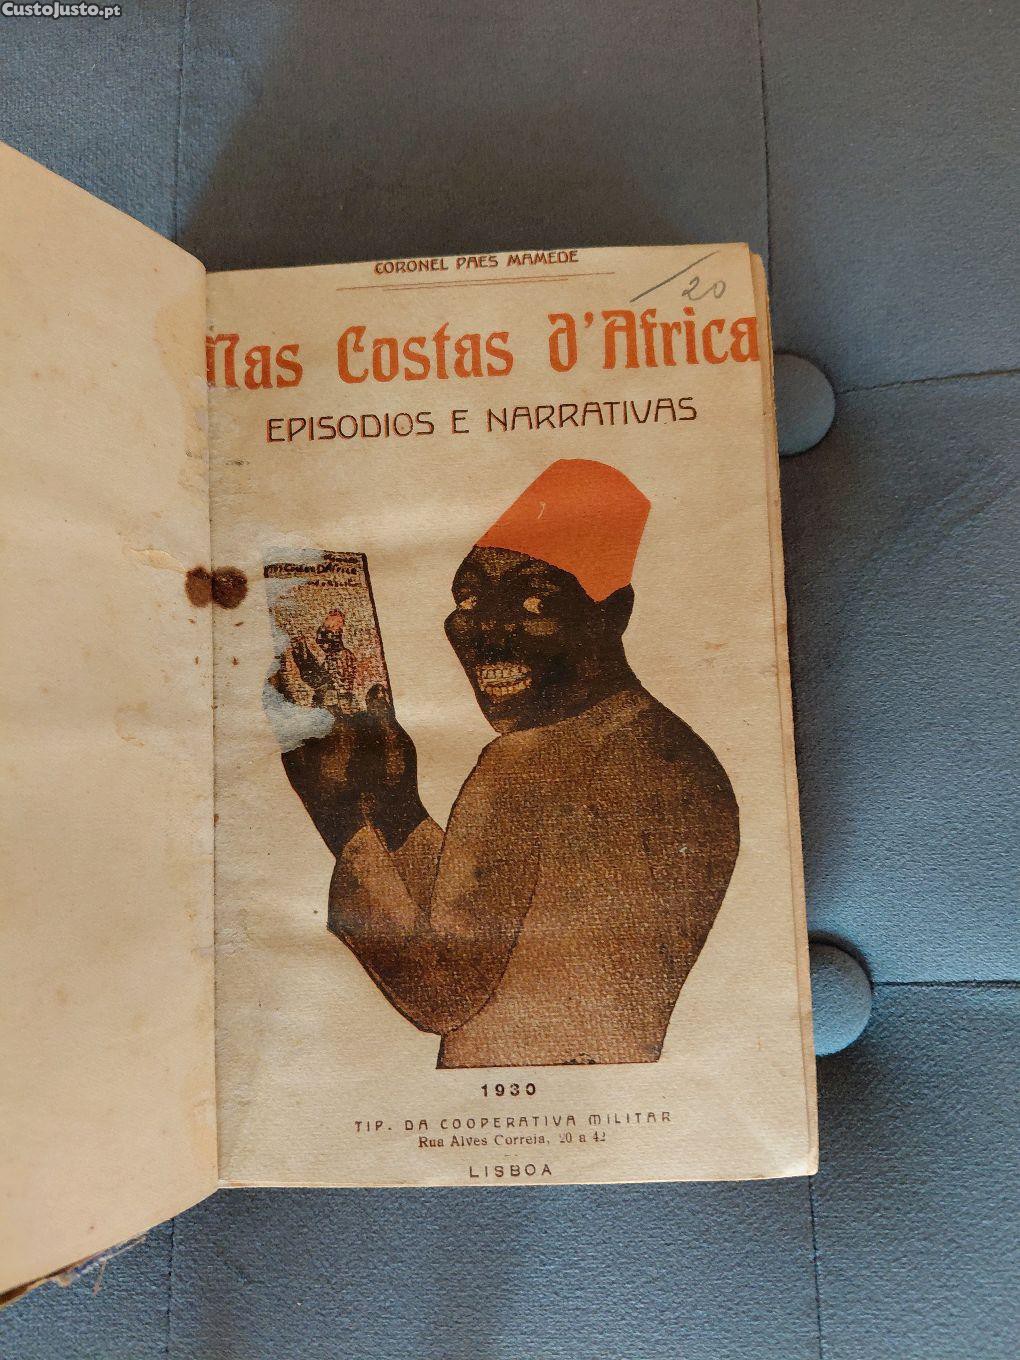 CustoJusto.pt
CORONEL PAES MAMEDE
20
Nas Costas d'Africa
EPISODIOS E NARRATIVAS
1930
TIP. DA COOPERATIVA MILITAR
Rua Alves Correia, 20 a 42
LISBOA